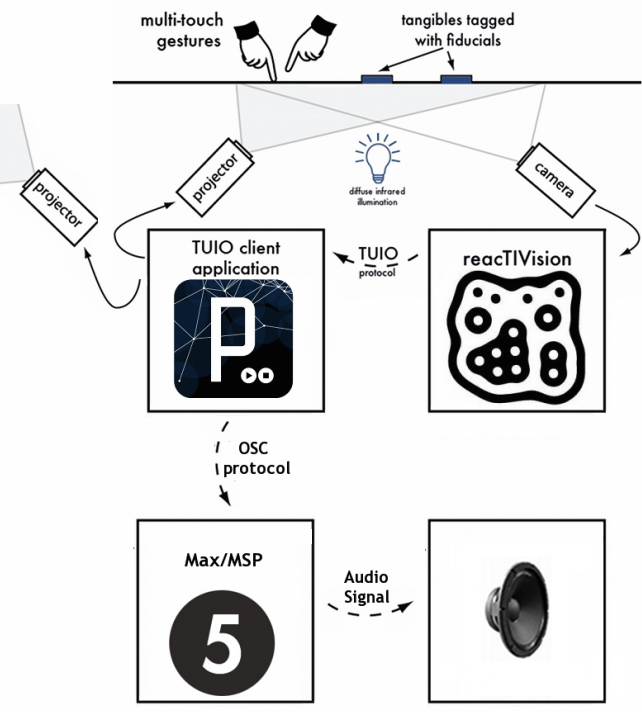 multi-touch
gestures
tangibles tagged
with fiducials
projector
projector
camera
diffuse infrared
illumination
TUIO client
application
TUIO
protocol
reacTIVision
P
OSC
protocol
Max/MSP
5
Audio
Signal